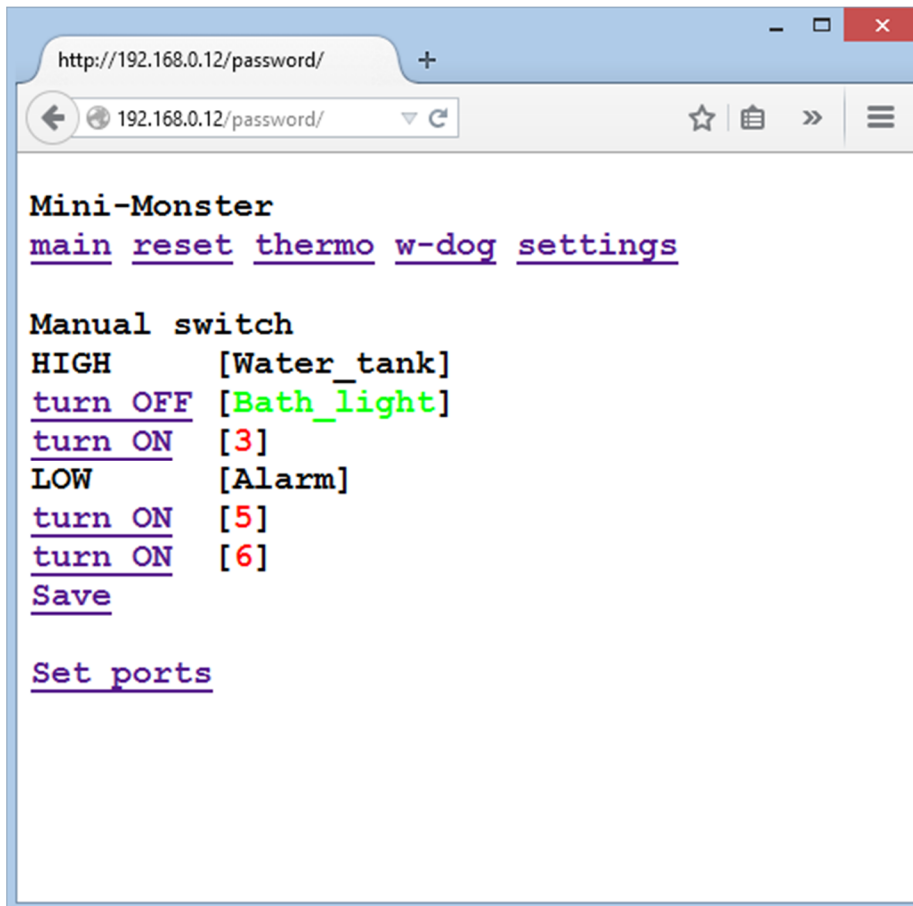 http://192.168.0.12/password/
192.168.0.12/password/
Mini-Monster
main reset thermo w-dog settings
Manual switch
HIGH [Water_tank]
turn OFF [Bath_light]
turn ON [3]
LOW [Alarm]
turn ON [5]
turn ON [6]
Save
Set ports